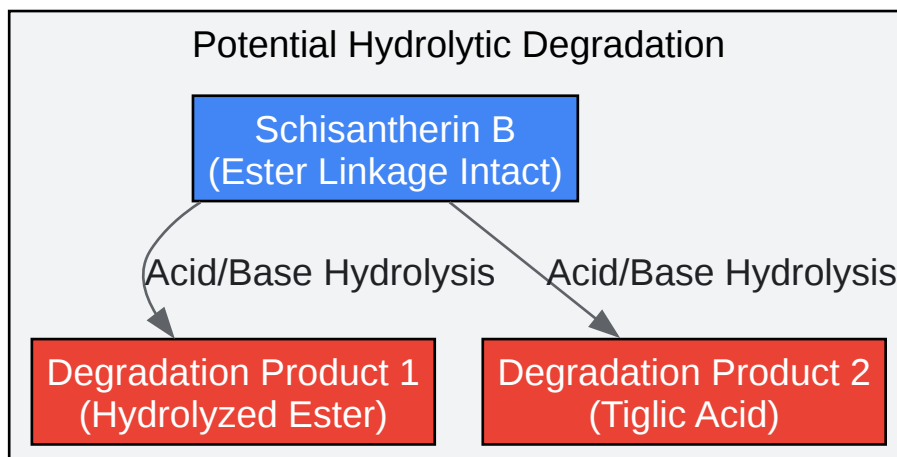 Potential Hydrolytic Degradation
Schisantherin B
(Ester Linkage Intact)
Acid/Base Hydrolysis
Acid/Base Hydrolysis
Degradation Product 1
(Hydrolyzed Ester)
Degradation Product 2
(Tiglic Acid)